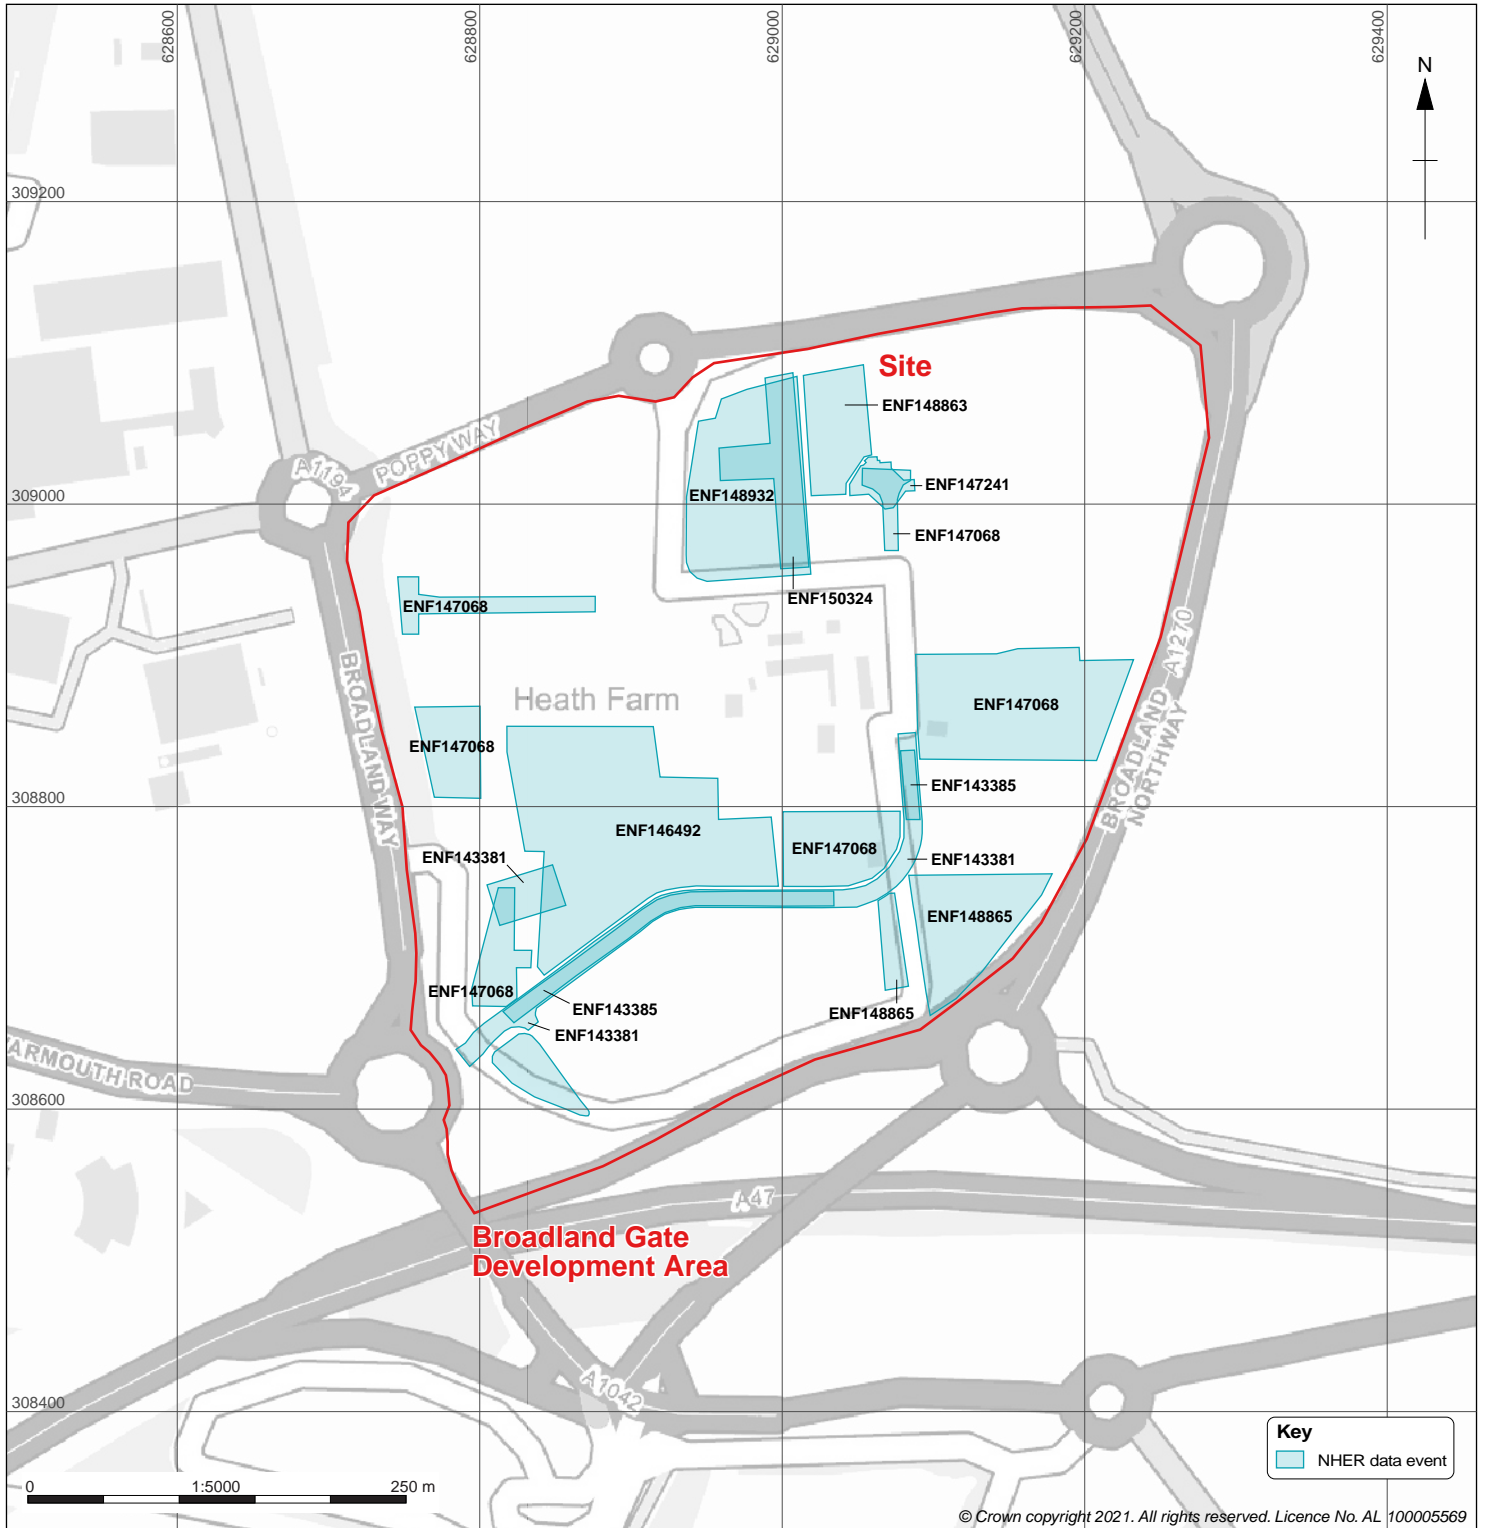 628600
628800
629000
629200
629400
N
309200
Site
ENF148863
POPPY WAY
A1194
ENF148932
ENF147241
309000
ENF147068
ENF150324
ENF147068
BROADLAND WAY
Heath Farm
ENF147068
ENF147068
BROADLAND NORTHWAY
A1270
ENF143385
308800
ENF146492
ENF147068
ENF143381
ENF143381
ENF148865
ENF147068
ENF143385
ENF148865
ENF143381
ARMOUTH ROAD
308600
A47
Broadland Gate
Development Area
A1042
308400
Key
NHER data event
0
1:5000
250 m
© Crown copyright 2021. All rights reserved. Licence No. AL 100005569